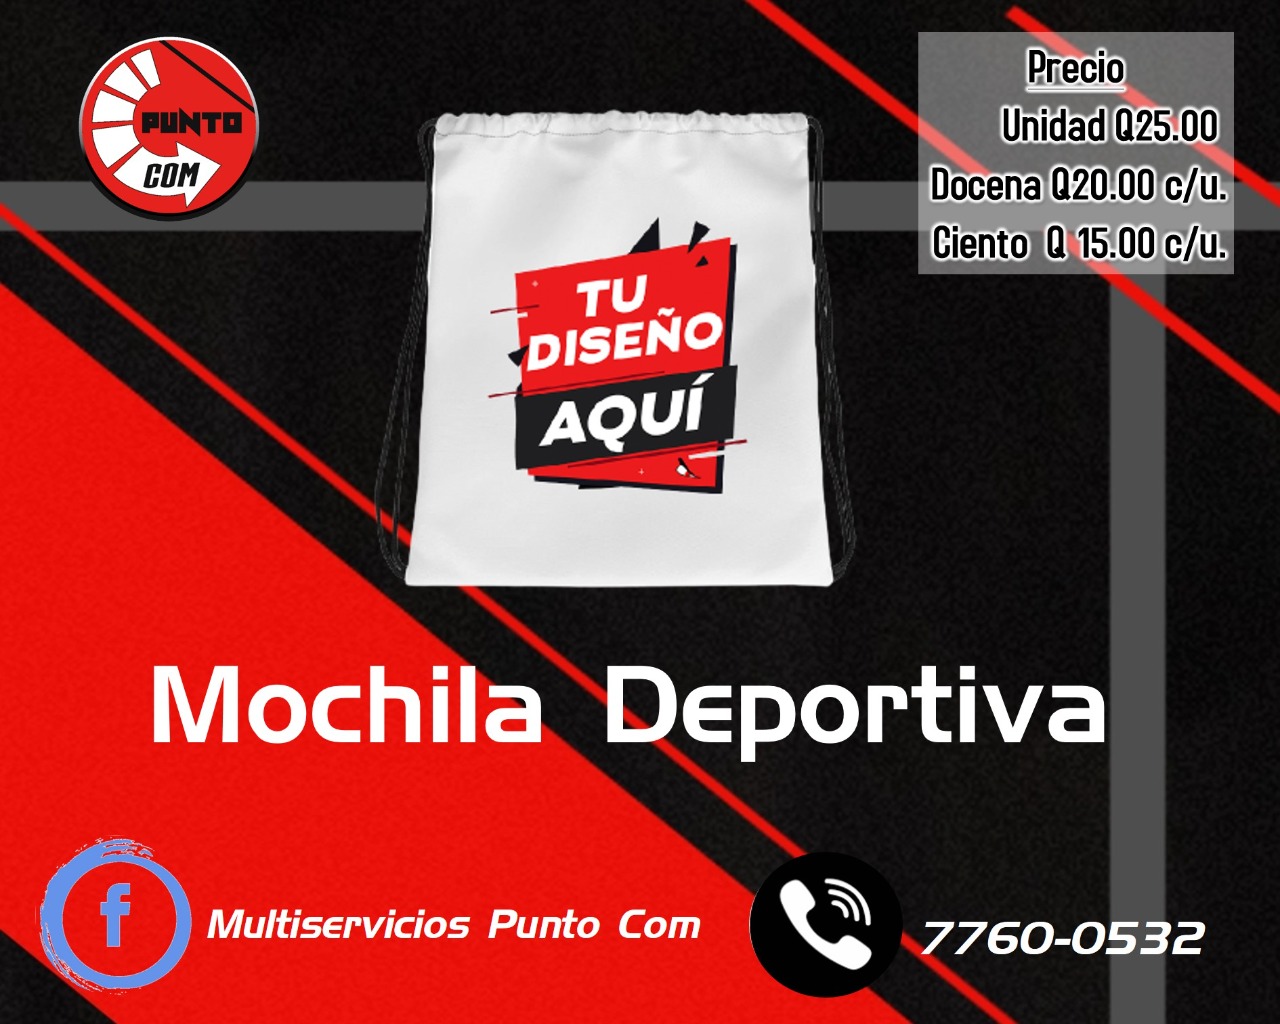 PUNTO
COM
Precio
Unidad Q25.00
Docena Q20.00 c/u.
Ciento Q 15.00 c/u.
TU
DISEÑO
AQUÍ
Mochila Deportiva
f
Multiservicios Punto Com
7760-0532